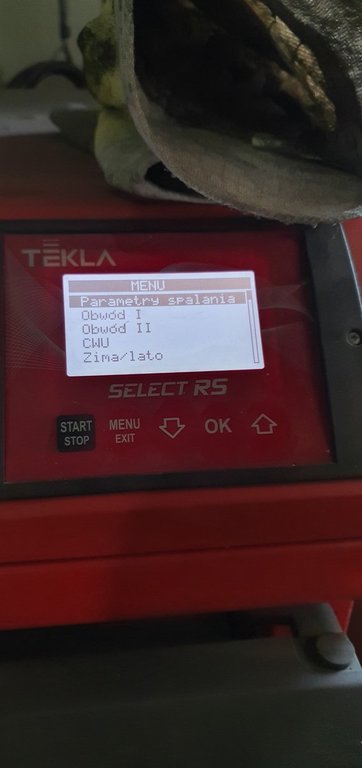 TEKLA
MENU
Parametry spalania
Obwód I
Obwód II
CWU
Zima/lato
SELECT RS
START
STOP
MENU
EXIT
OK